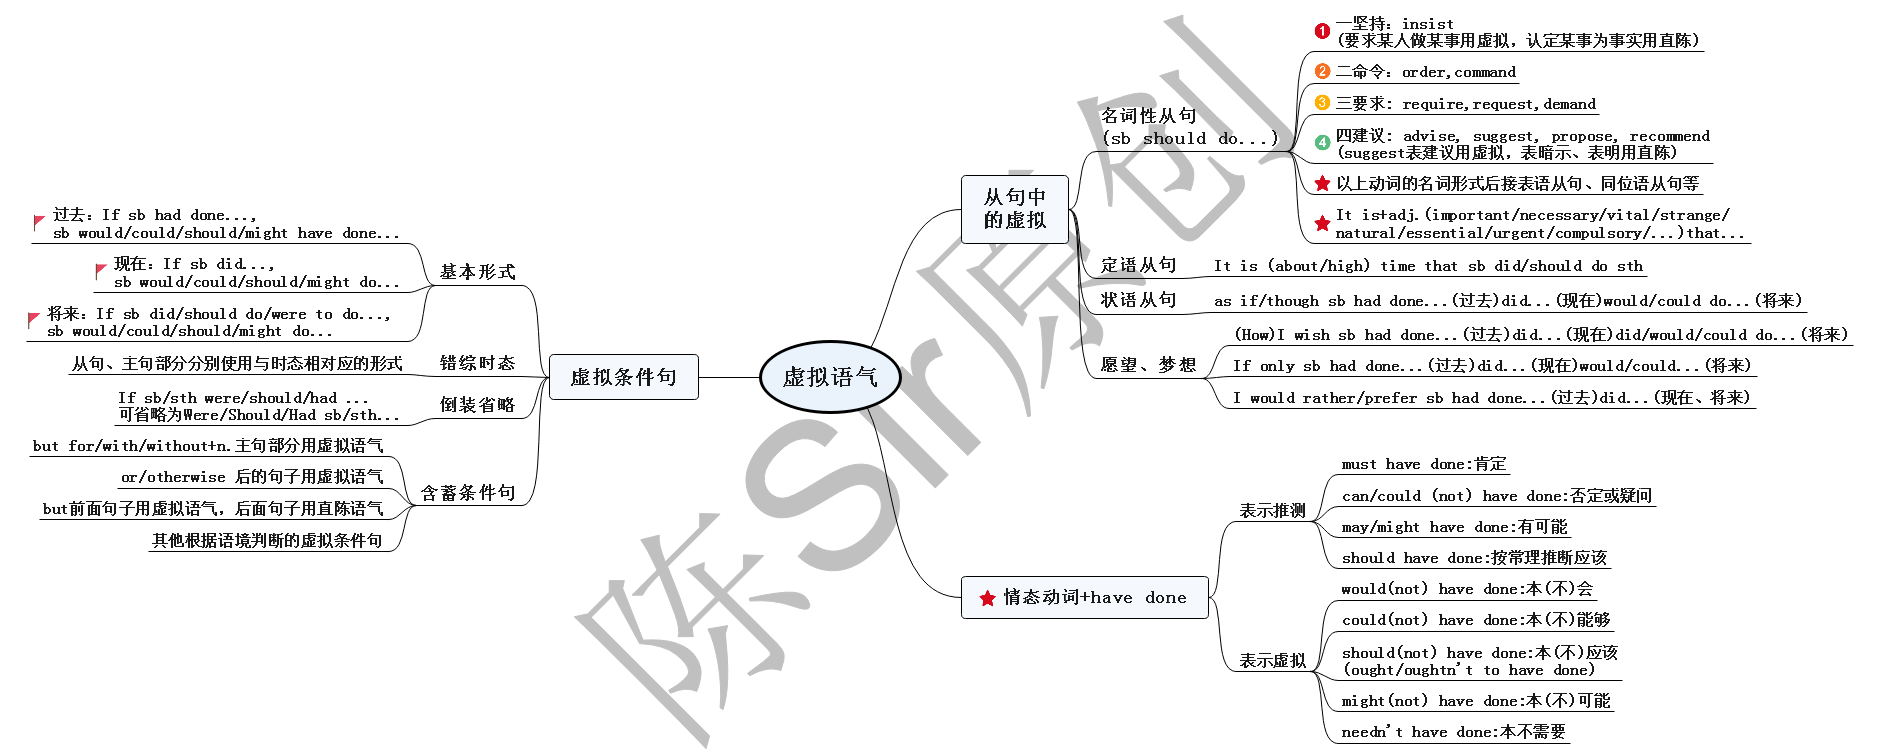 虚拟语气
虚拟条件句
基本形式
过去：If sb had done...,
sb would/could/should/might have done...
现在：If sb did...,
sb would/could/should/might do...
将来：If sb did/should do/were to do...,
sb would/could/should/might do...
错综时态
从句、主句部分分别使用与时态相对应的形式
倒装省略
If sb/sth were/should/had ...
可省略为Were/Should/Had sb/sth...
含蓄条件句
but for/with/without+n.主句部分用虚拟语气
or/otherwise 后的句子用虚拟语气
but前面句子用虚拟语气，后面句子用直陈语气
其他根据语境判断的虚拟条件句
从句中
的虚拟
名词性从句
(sb should do...)
1 一坚持：insist
(要求某人做某事用虚拟，认定某事为事实用直陈)
2 二命令：order,command
3 三要求：require,request,demand
4 四建议：advise, suggest, propose, recommend
(suggest表建议用虚拟，表暗示、表明用直陈)
以上动词的名词形式后接表语从句、同位语从句等
It is+adj.(important/necessary/vital/strange/
natural/essential/urgent/compulsory/...)that...
定语从句
It is (about/high) time that sb did/should do sth
状语从句
as if/though sb had done...(过去)did...(现在)would/could do...(将来)
愿望、梦想
(How)I wish sb had done...(过去)did...(现在)did/would/could do...(将来)
If only sb had done...(过去)did...(现在)would/could...(将来)
I would rather/prefer sb had done...(过去)did...(现在、将来)
情态动词+have done
表示推测
must have done:肯定
can/could (not) have done:否定或疑问
may/might have done:有可能
should have done:按常理推断应该
表示虚拟
would(not) have done:本(不)会
could(not) have done:本(不)能够
should(not) have done:本(不)应该
(ought/oughtn't to have done)
might(not) have done:本(不)可能
needn't have done:本不需要
陈Sir原创